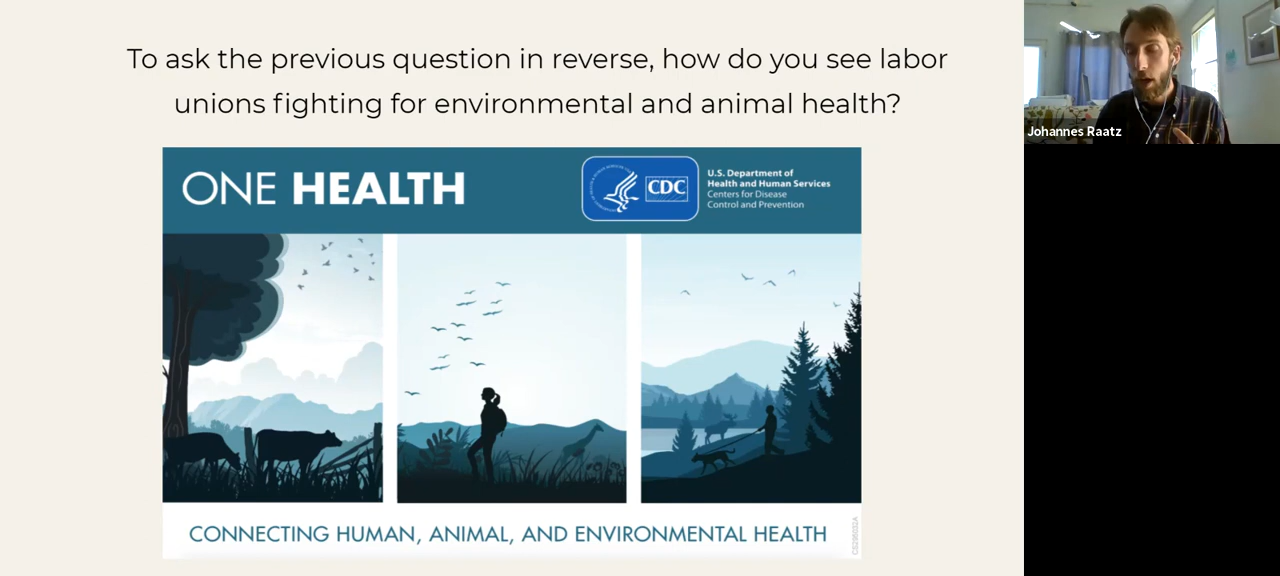 To ask the previous question in reverse, how do you see labor
unions fighting for environmental and animal health?
ONE HEALTH
CDC
U.S. Department of
Health and Human Services
Centers for Disease
Control and Prevention
CONNECTING HUMAN, ANIMAL, AND ENVIRONMENTAL HEALTH
Johannes Raatz